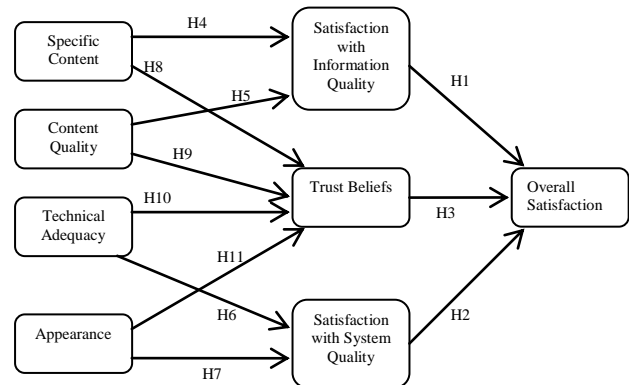 Specific
Content
H4
H8
Satisfaction
with
Information
Quality
H1
Content
Quality
H5
H9
Trust Beliefs
H3
Overall
Satisfaction
Technical
Adequacy
H10
H11
H6
Appearance
H7
Satisfaction
with System
Quality
H2